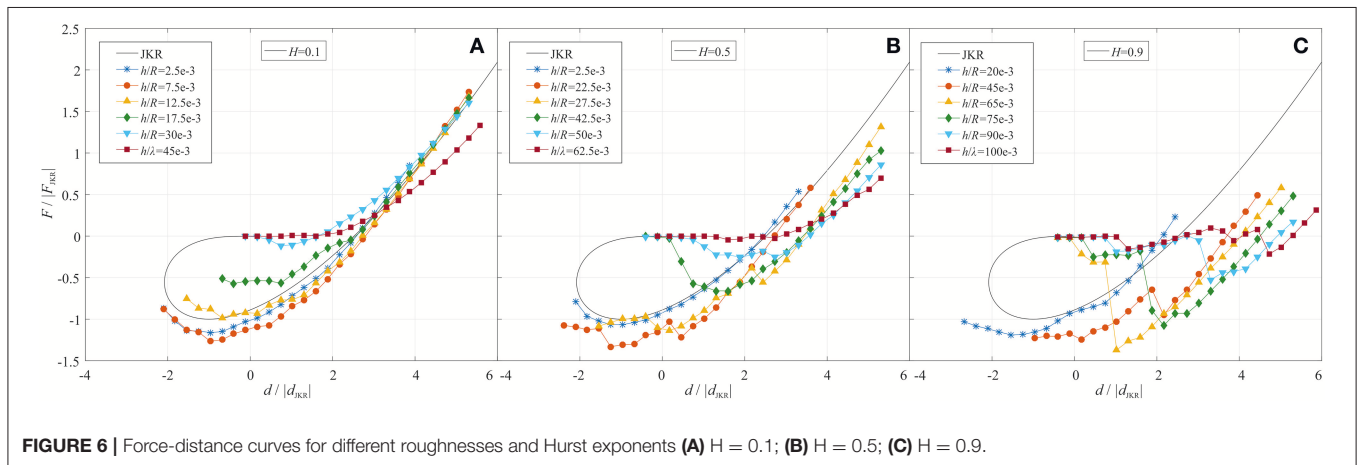 2.5
2
1.5
1
0.5
0
-0.5
-1
-1.5
F / |F_JKR|
JKR
h/R=2.5e-3
h/R=7.5e-3
h/R=12.5e-3
h/R=17.5e-3
h/R=30e-3
h/λ=45e-3
H=0.1
A
-4 -2 0 2 4 6
d / |d_JKR|
JKR
h/R=2.5e-3
h/R=22.5e-3
h/R=27.5e-3
h/R=42.5e-3
h/R=50e-3
h/λ=62.5e-3
H=0.5
B
-4 -2 0 2 4 6
d / |d_JKR|
JKR
h/R=20e-3
h/R=45e-3
h/R=65e-3
h/R=75e-3
h/R=90e-3
h/λ=100e-3
H=0.9
C
-4 -2 0 2 4 6
d / |d_JKR|
FIGURE 6 | Force-distance curves for different roughnesses and Hurst exponents (A) H = 0.1; (B) H = 0.5; (C) H = 0.9.